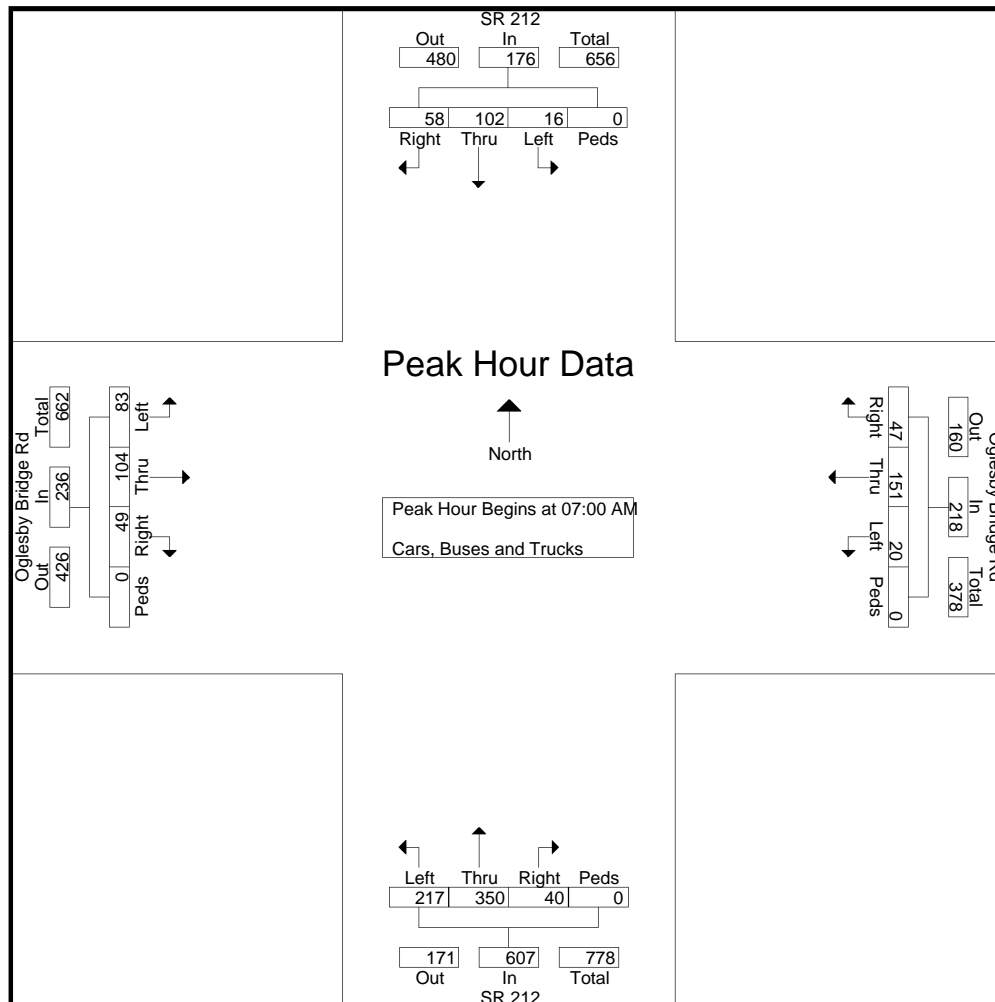 SR 212
Out In Total
480 176 656
58 102 16 0
Right Thru Left Peds
Peak Hour Data
North
Peak Hour Begins at 07:00 AM
Cars, Buses and Trucks
Oglesby Bridge Rd
Out In Total
426 236 662
83 104 49 0
Left Thru Right Peds
Oglesby Bridge Rd
Out In Total
160 218 378
47 151 20 0
Right Thru Left Peds
Left Thru Right Peds
217 350 40 0
171 607 778
Out In Total
SR 212